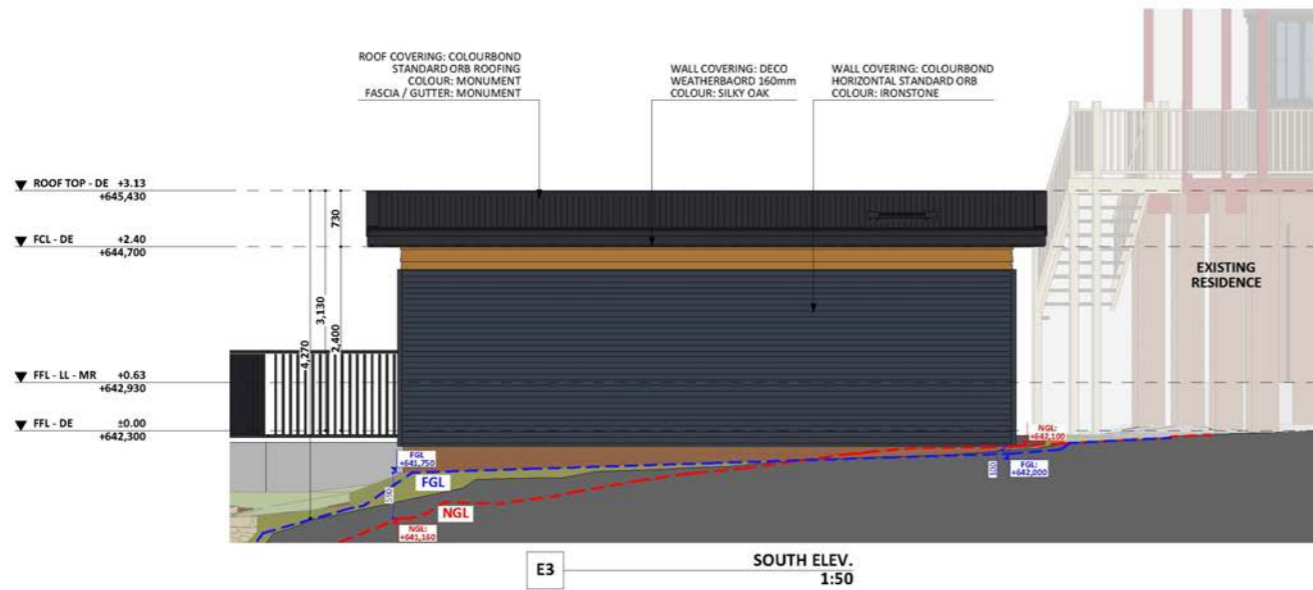 ROOF COVERING: COLOURBOND
STANDARD ORB ROOFING
COLOUR: MONUMENT
FASCIA / GUTTER: MONUMENT
WALL COVERING: DECO
WEATHERBAORD 160mm
COLOUR: SILKY OAK
WALL COVERING: COLOURBOND
HORIZONTAL STANDARD ORB
COLOUR: IRONSTONE
ROOF TOP - DE +3.13
+645,430
730
FCL - DE +2.40
+644,700
EXISTING
RESIDENCE
3,130
2,400
4,270
FFL - LL - MR +0.63
+642,930
FFL - DE ±0.00
+642,300
NGL:
+642,100
FGL
+641,750
FGL:
+642,000
FGL
590
NGL
NGL:
+641,160
E3
SOUTH ELEV.
1:50